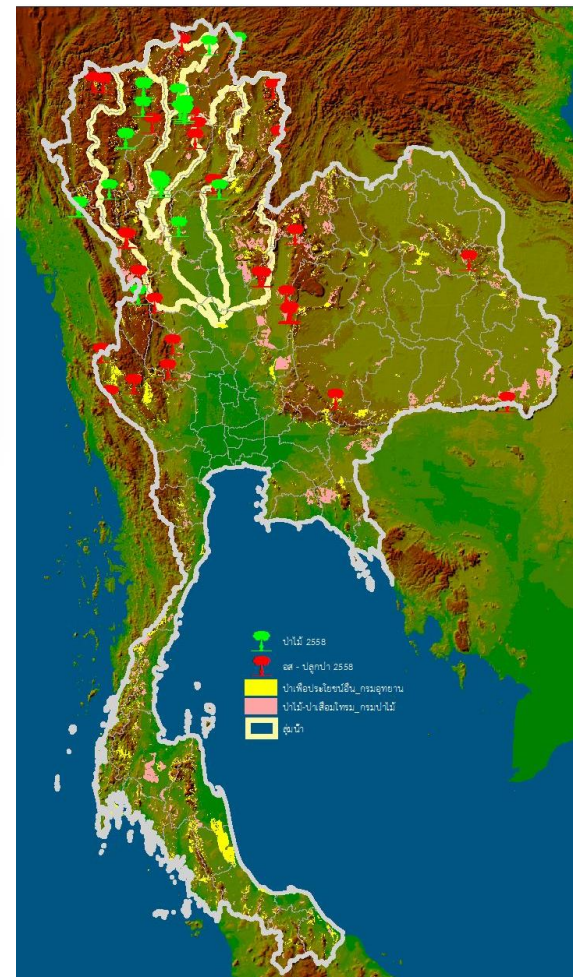 ป่าไม้ 2558
อส - ปลูกป่า 2558
ป่าเพื่อประโยชน์อื่น_กรมอุทยาน
ป่าไม้-ป่าเสื่อมโทรม_กรมป่าไม้
ลุ่มน้ำ